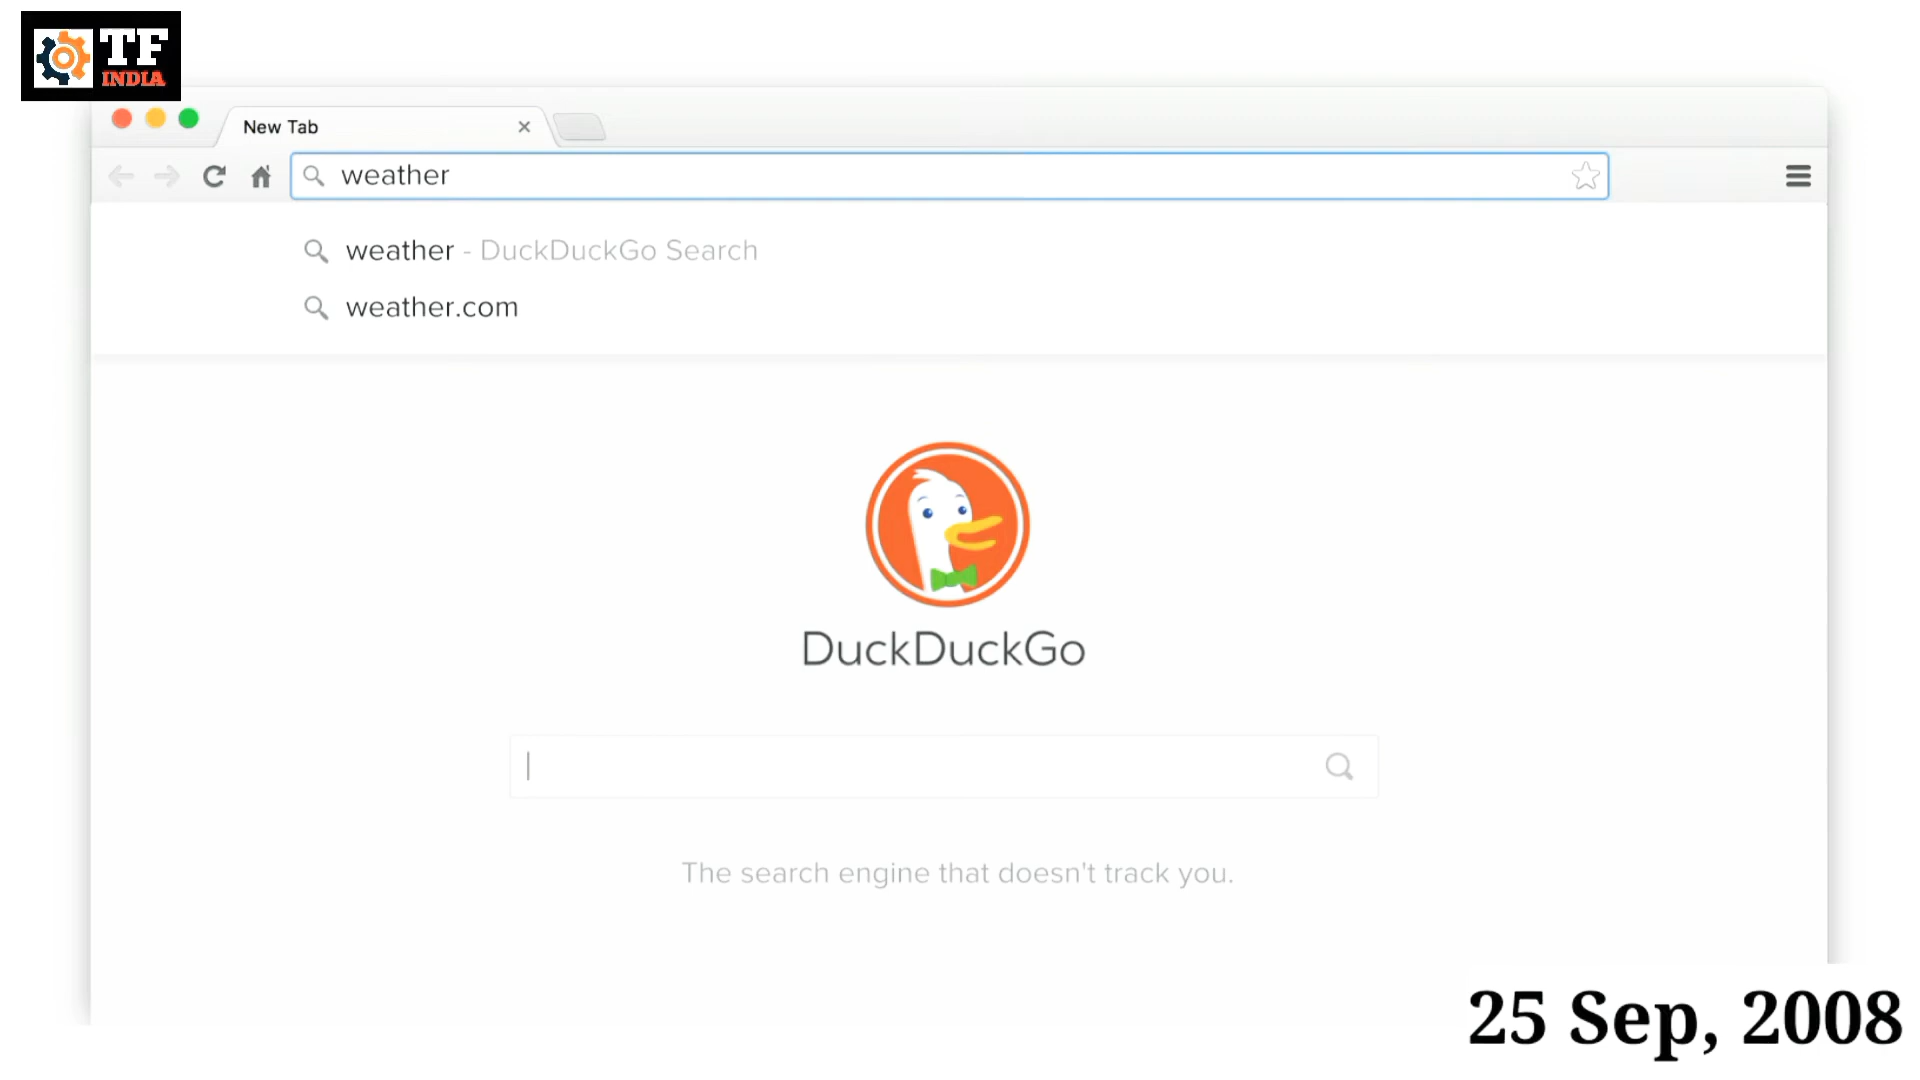 TF
INDIA
New Tab
weather
weather - DuckDuckGo Search
weather.com
DuckDuckGo
The search engine that doesn't track you.
25 Sep, 2008